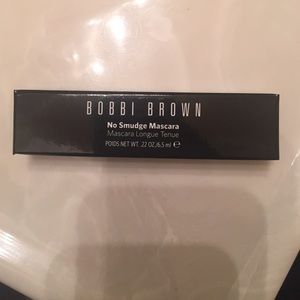 BOBBI BROWN
No Smudge Mascara
Mascara Longue Tenue
POIDS NET WT. .22 OZ./6.5 ml ℮